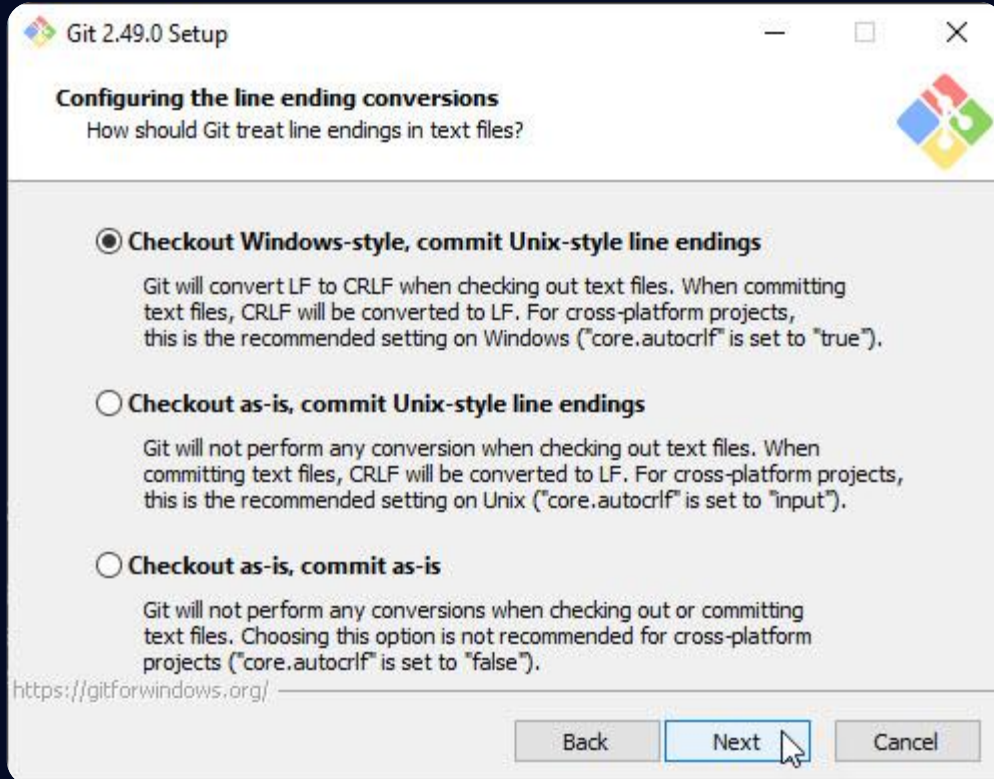 Git 2.49.0 Setup
Configuring the line ending conversions
How should Git treat line endings in text files?
Checkout Windows-style, commit Unix-style line endings
Git will convert LF to CRLF when checking out text files. When committing
text files, CRLF will be converted to LF. For cross-platform projects,
this is the recommended setting on Windows ("core.autocrlf" is set to "true").
Checkout as-is, commit Unix-style line endings
Git will not perform any conversion when checking out text files. When
committing text files, CRLF will be converted to LF. For cross-platform projects,
this is the recommended setting on Unix ("core.autocrlf" is set to "input").
Checkout as-is, commit as-is
Git will not perform any conversions when checking out or committing
text files. Choosing this option is not recommended for cross-platform
projects ("core.autocrlf" is set to "false").
https://gitforwindows.org/
Back Next Cancel